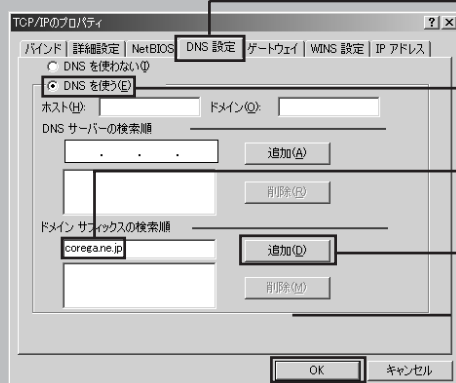 TCP/IPのプロパティ
バインド 詳細設定 NetBIOS DNS 設定 ゲートウェイ WINS 設定 IP アドレス
DNS を使わない(I)
DNS を使う(E)
ホスト(H): ドメイン(O):
DNS サーバーの検索順
. . . 追加(A)
削除(R)
ドメイン サフィックスの検索順
corega.ne.jp 追加(D)
削除(M)
OK キャンセル